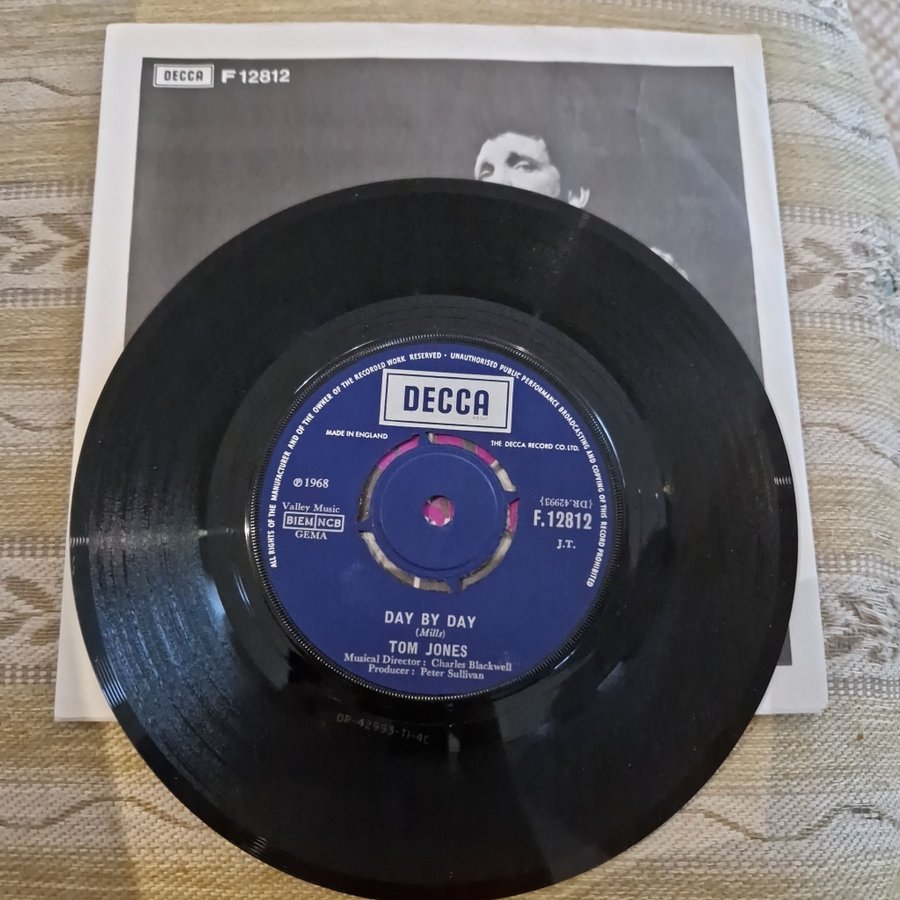 DECCA F 12812
ALL RIGHTS OF THE MANUFACTURER AND OF THE OWNER OF THE RECORDED WORK RESERVED · UNAUTHORISED PUBLIC PERFORMANCE BROADCASTING AND COPYING OF THIS RECORD PROHIBITED
DECCA
MADE IN ENGLAND
THE DECCA RECORD CO. LTD.
℗ 1968
Valley Music
BIEM NCB
GEMA
{DR.42993}
F.12812
J.T.
DAY BY DAY
(Mills)
TOM JONES
Musical Director : Charles Blackwell
Producer : Peter Sullivan
DR-42993-TI-4C